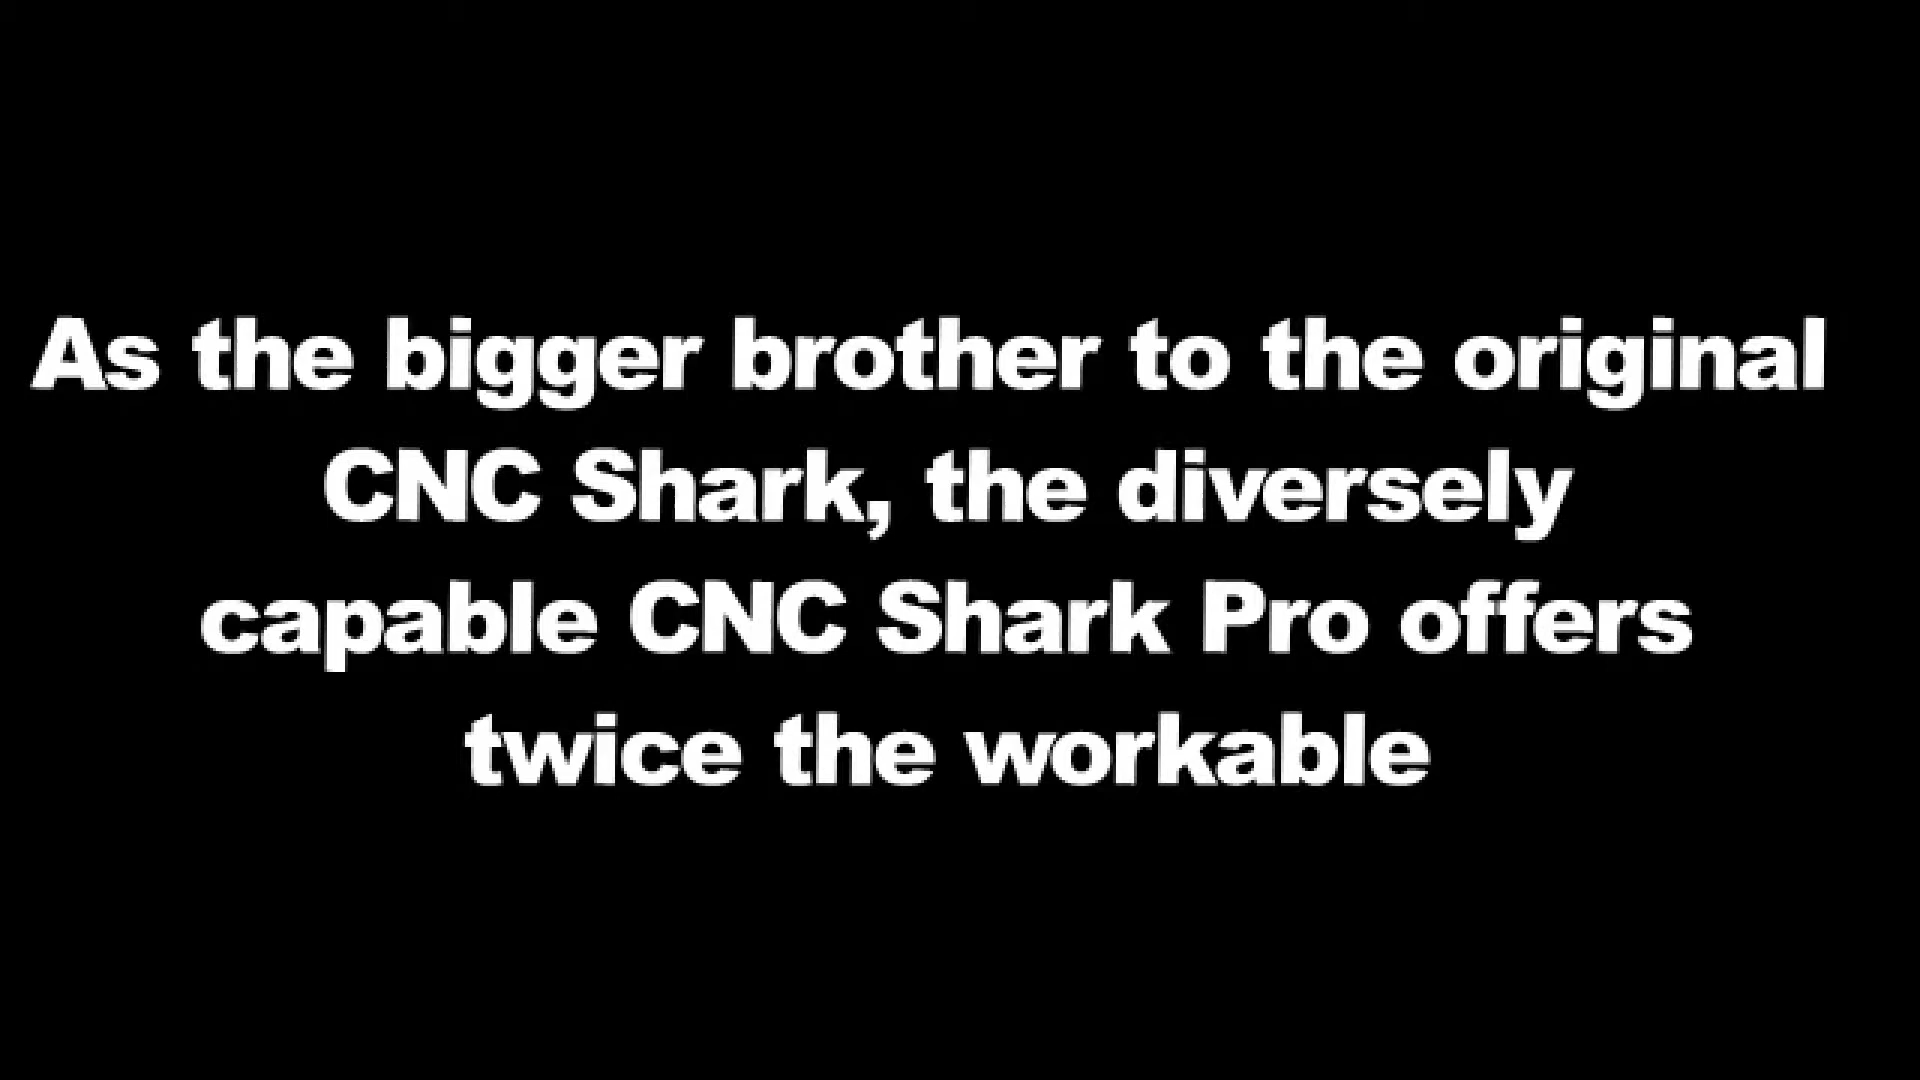 As the bigger brother to the original
CNC Shark, the diversely
capable CNC Shark Pro offers
twice the workable